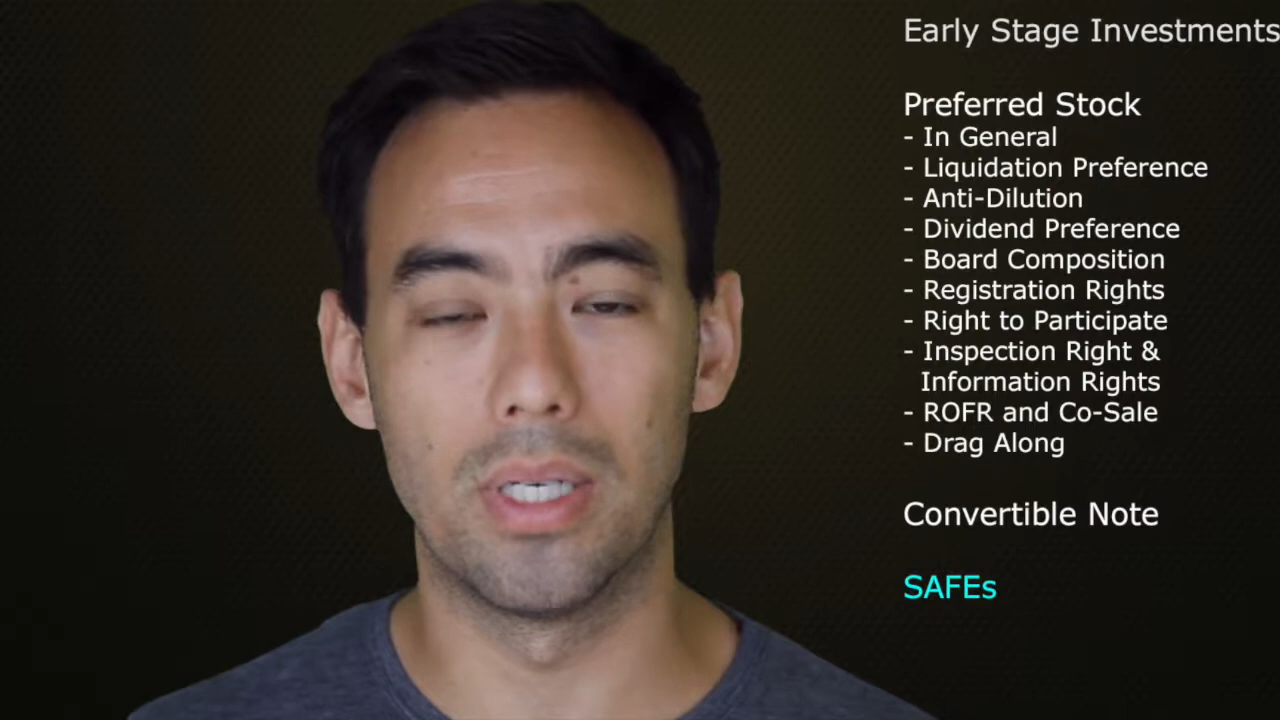 Early Stage Investments
Preferred Stock
- In General
- Liquidation Preference
- Anti-Dilution
- Dividend Preference
- Board Composition
- Registration Rights
- Right to Participate
- Inspection Right &
Information Rights
- ROFR and Co-Sale
- Drag Along
Convertible Note
SAFEs